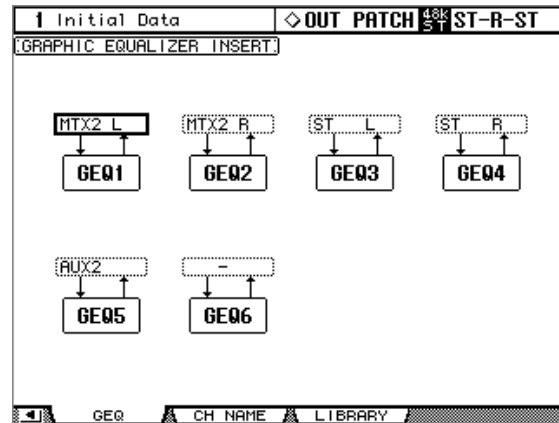 1 Initial Data ◇OUT PATCH 48K ST ST-R-ST
GRAPHIC EQUALIZER INSERT
MTX2 L MTX2 R ST L ST R
GEQ1 GEQ2 GEQ3 GEQ4
AUX2 -
GEQ5 GEQ6
GEQ CH NAME LIBRARY